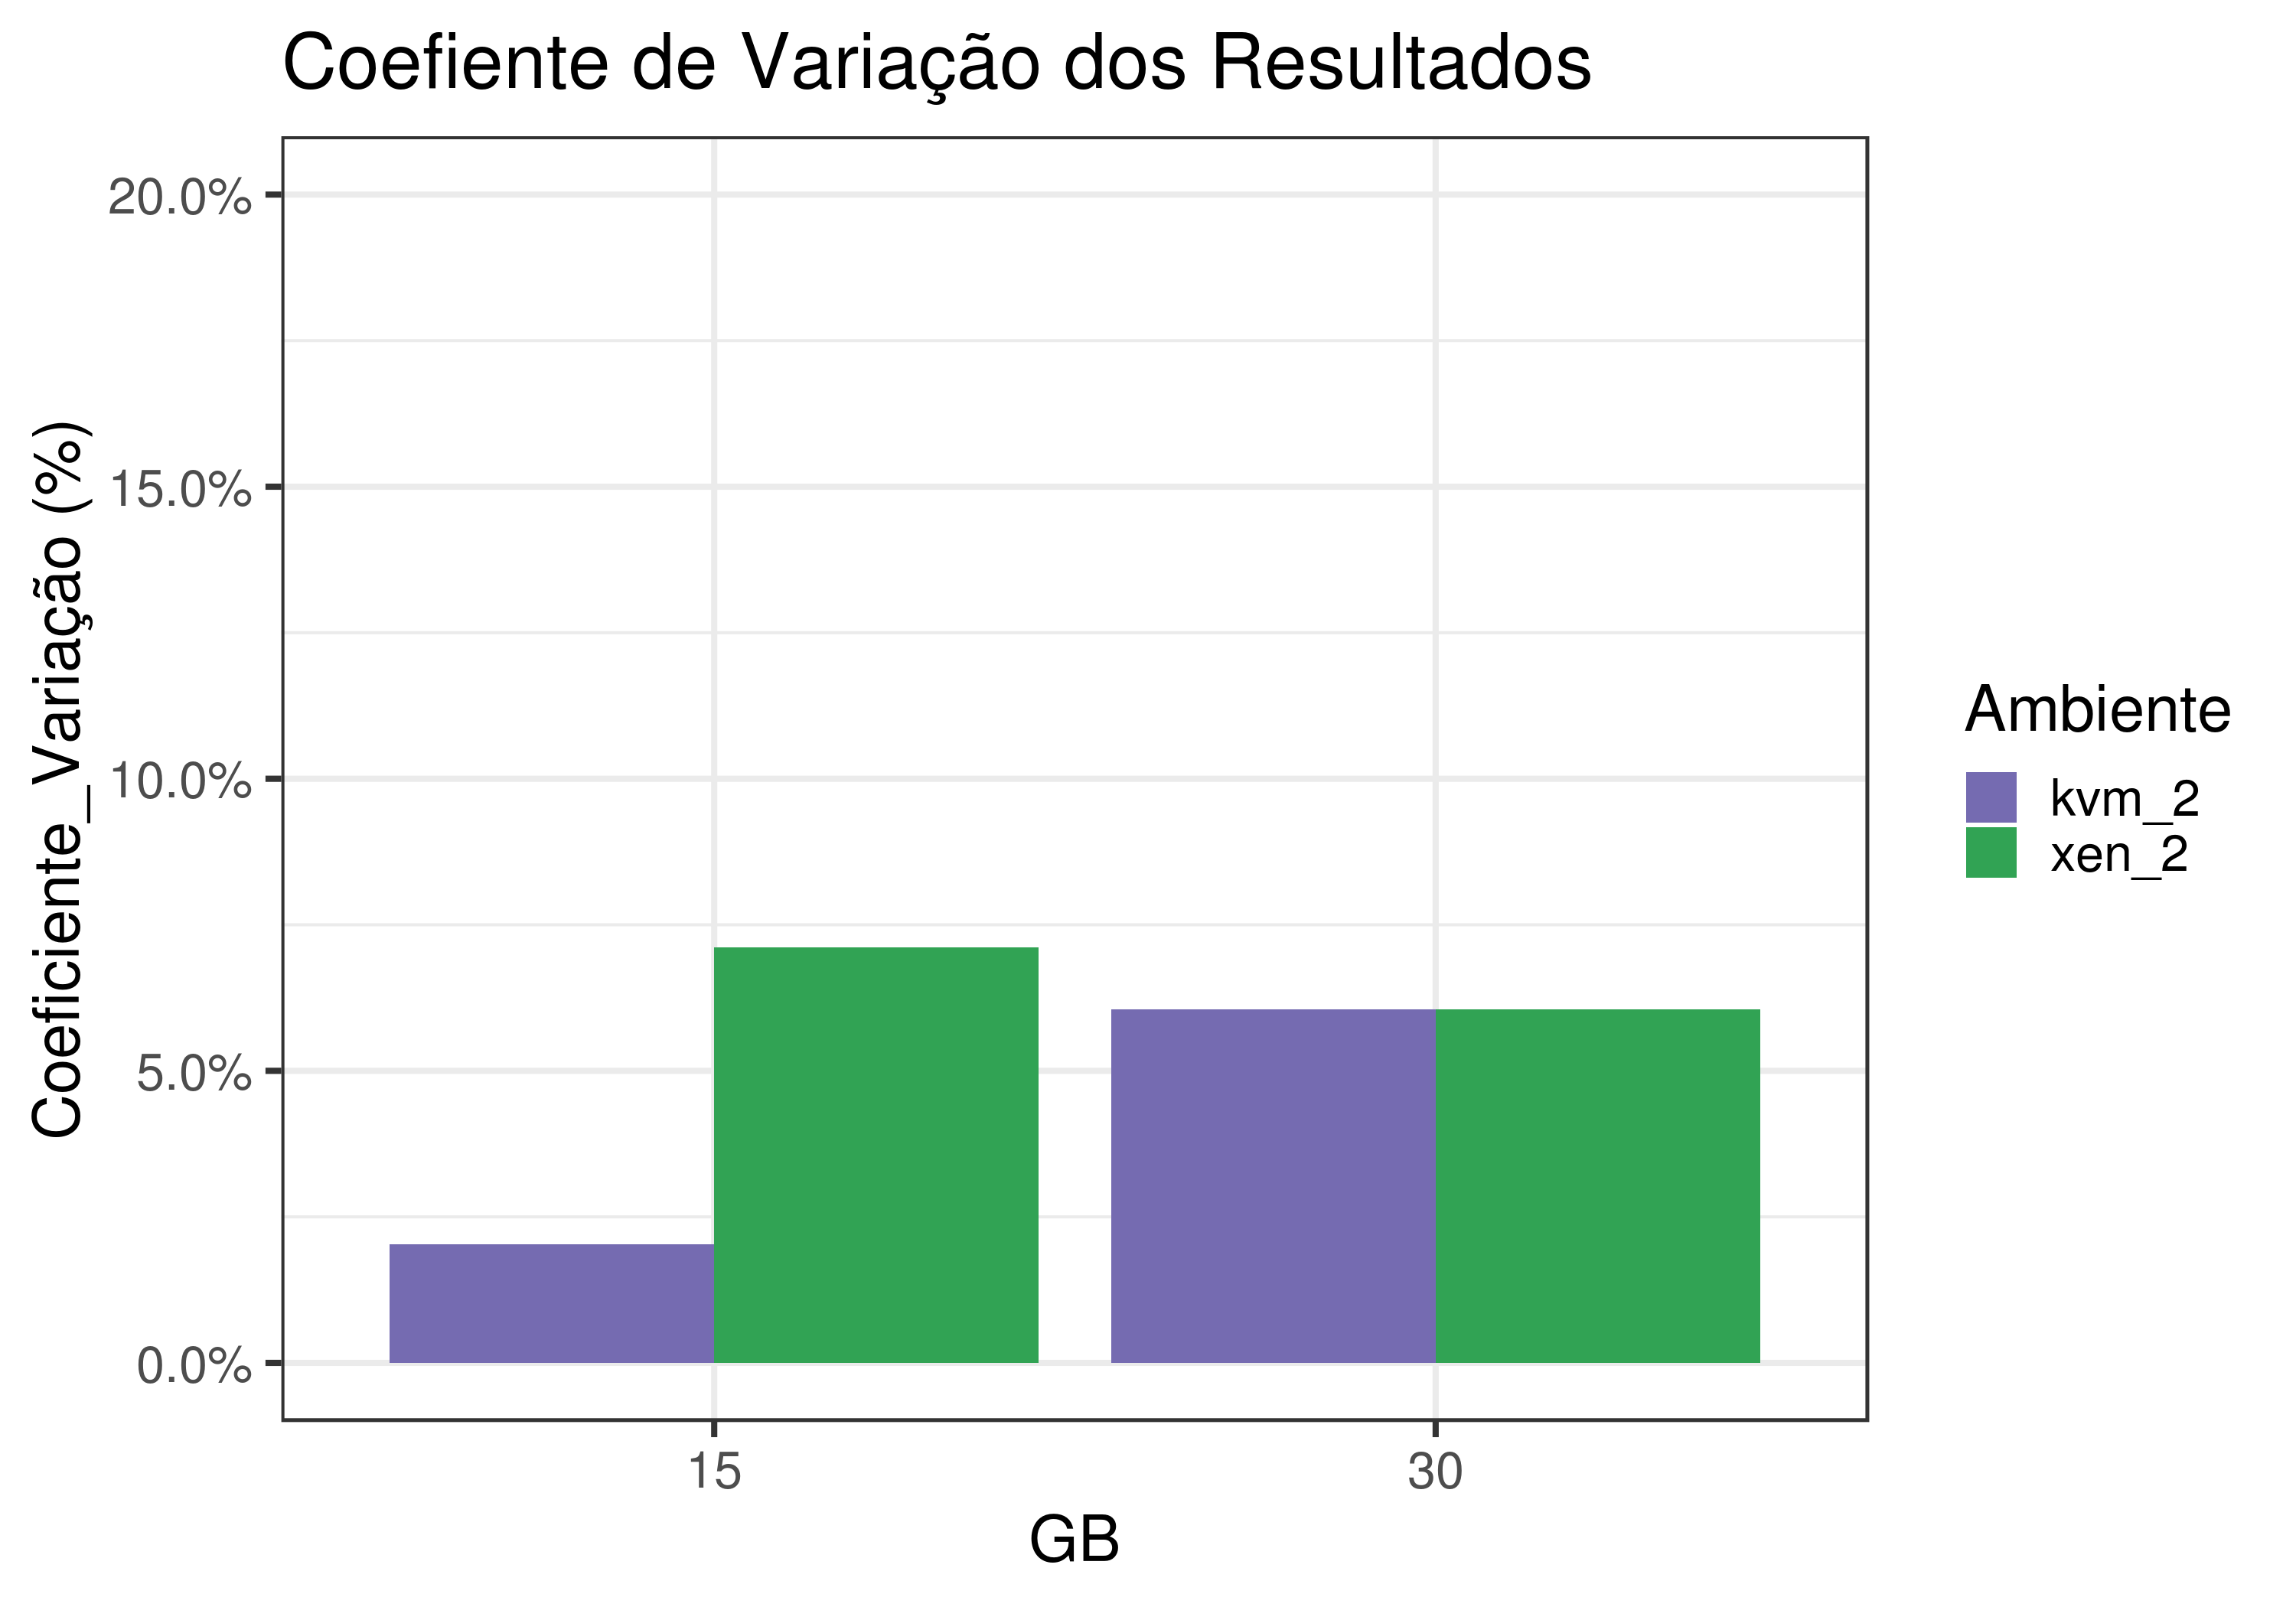 Coefiente de Variação dos Resultados
Coeficiente_Variação (%)
20.0%
15.0%
10.0%
5.0%
0.0%
15
30
GB
Ambiente
kvm_2
xen_2